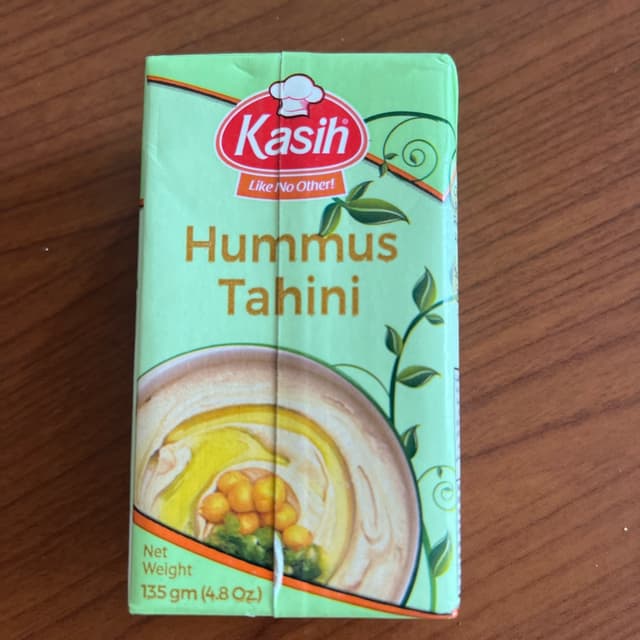 Kasih®
Like No Other!
Hummus
Tahini
Net
Weight
135 gm (4.8 Oz.)